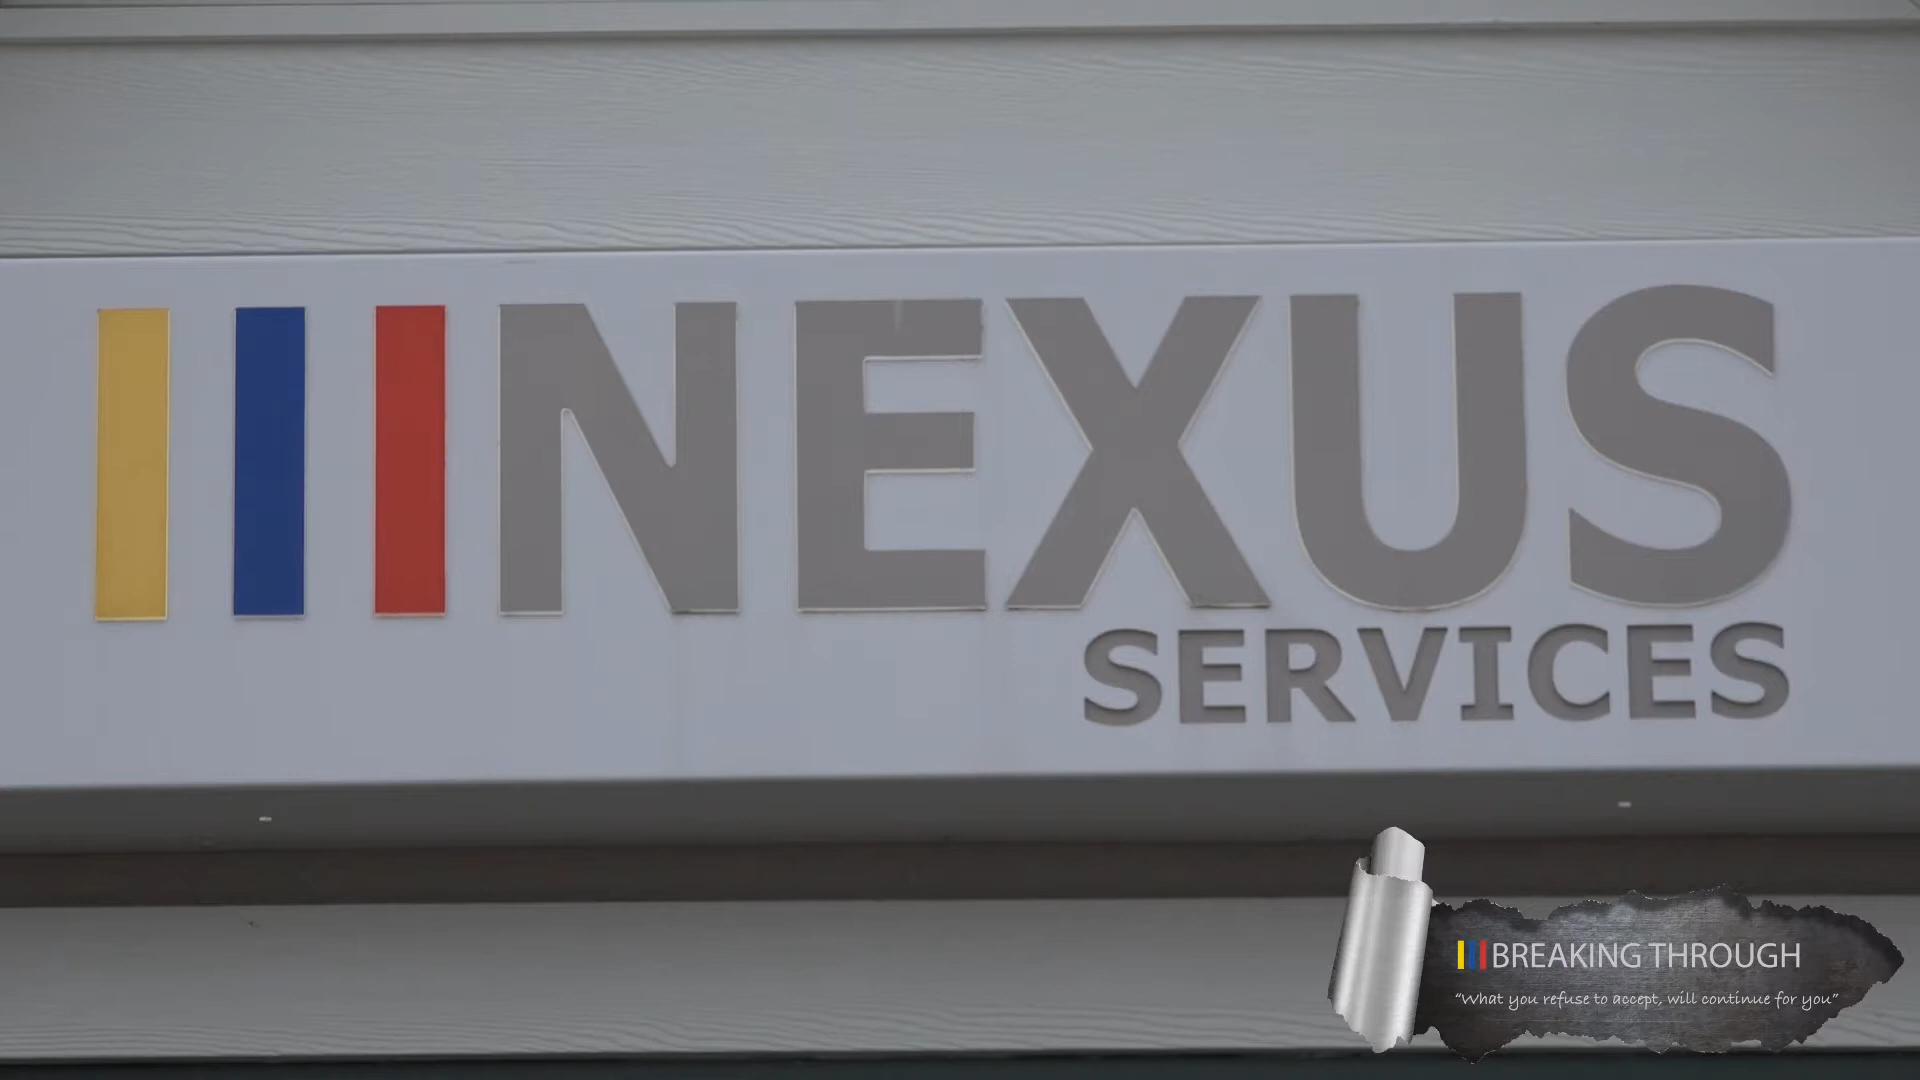 NEXUS
SERVICES
BREAKING THROUGH
“What you refuse to accept, will continue for you”